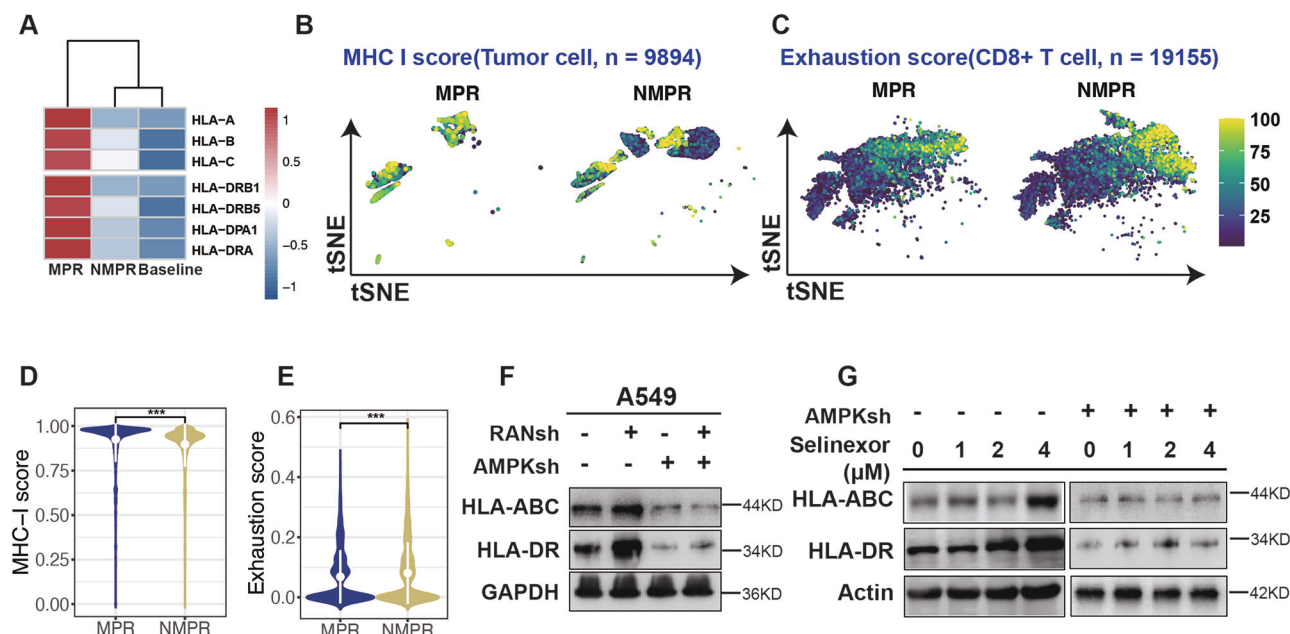 A
HLA−A
HLA−B
HLA−C
HLA−DRB1
HLA−DRB5
HLA−DPA1
HLA−DRA
MPR NMPR Baseline
1
0.5
0
−0.5
−1
B
MHC I score(Tumor cell, n = 9894)
MPR NMPR
tSNE
tSNE
C
Exhaustion score(CD8+ T cell, n = 19155)
MPR NMPR
tSNE
tSNE
100
75
50
25
D
***
MHC−I score
1.00
0.75
0.50
0.25
0.00
MPR NMPR
E
***
Exhaustion score
0.6
0.4
0.2
0.0
MPR NMPR
F
A549
RANsh - + - +
AMPKsh - - + +
HLA-ABC 44KD
HLA-DR 34KD
GAPDH 36KD
G
AMPKsh - - - - + + + +
Selinexor 0 1 2 4 0 1 2 4
(μM)
HLA-ABC 44KD
HLA-DR 34KD
Actin 42KD